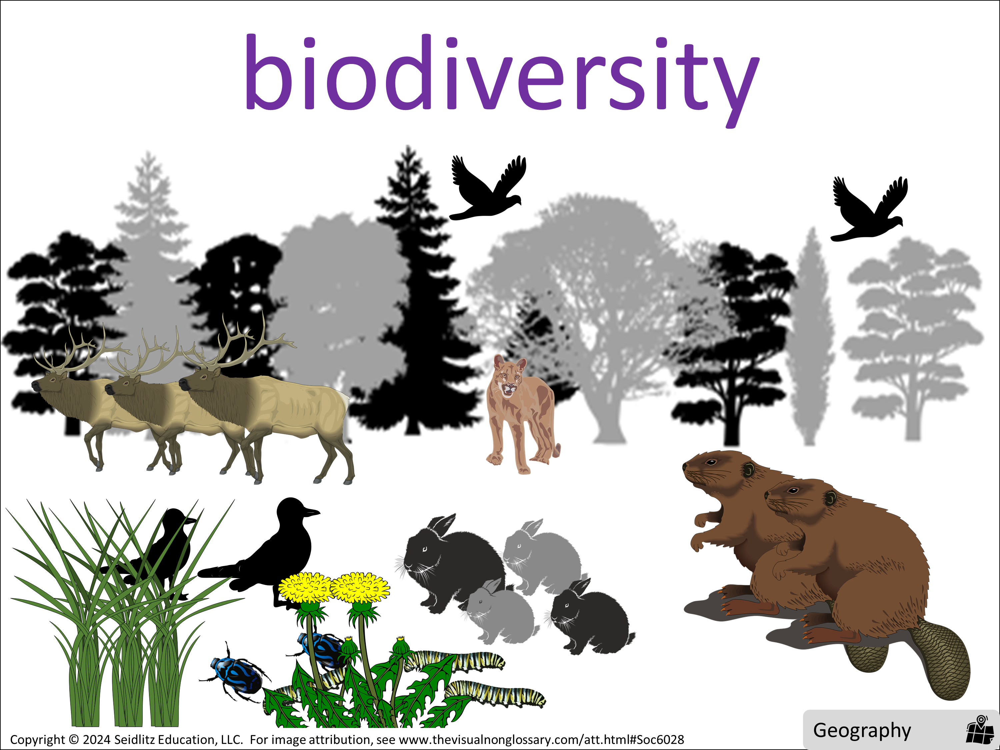 biodiversity
Geography
Copyright © 2024 Seidlitz Education, LLC.  For image attribution, see www.thevisualnonglossary.com/att.html#Soc6028